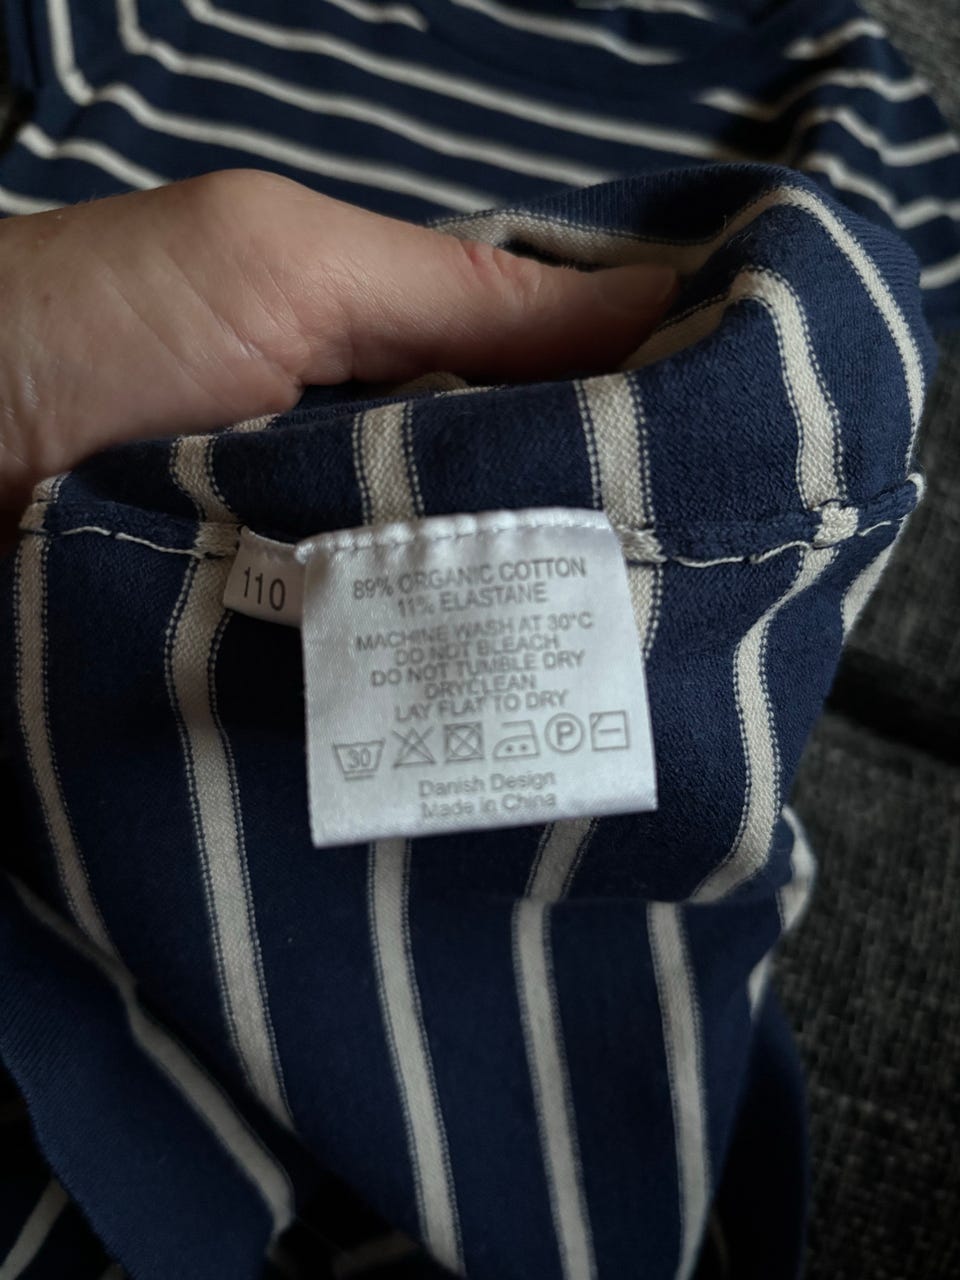 110
89% ORGANIC COTTON
11% ELASTANE
MACHINE WASH AT 30°C
DO NOT BLEACH
DO NOT TUMBLE DRY
DRYCLEAN
LAY FLAT TO DRY
30 P
Danish Design
Made in China